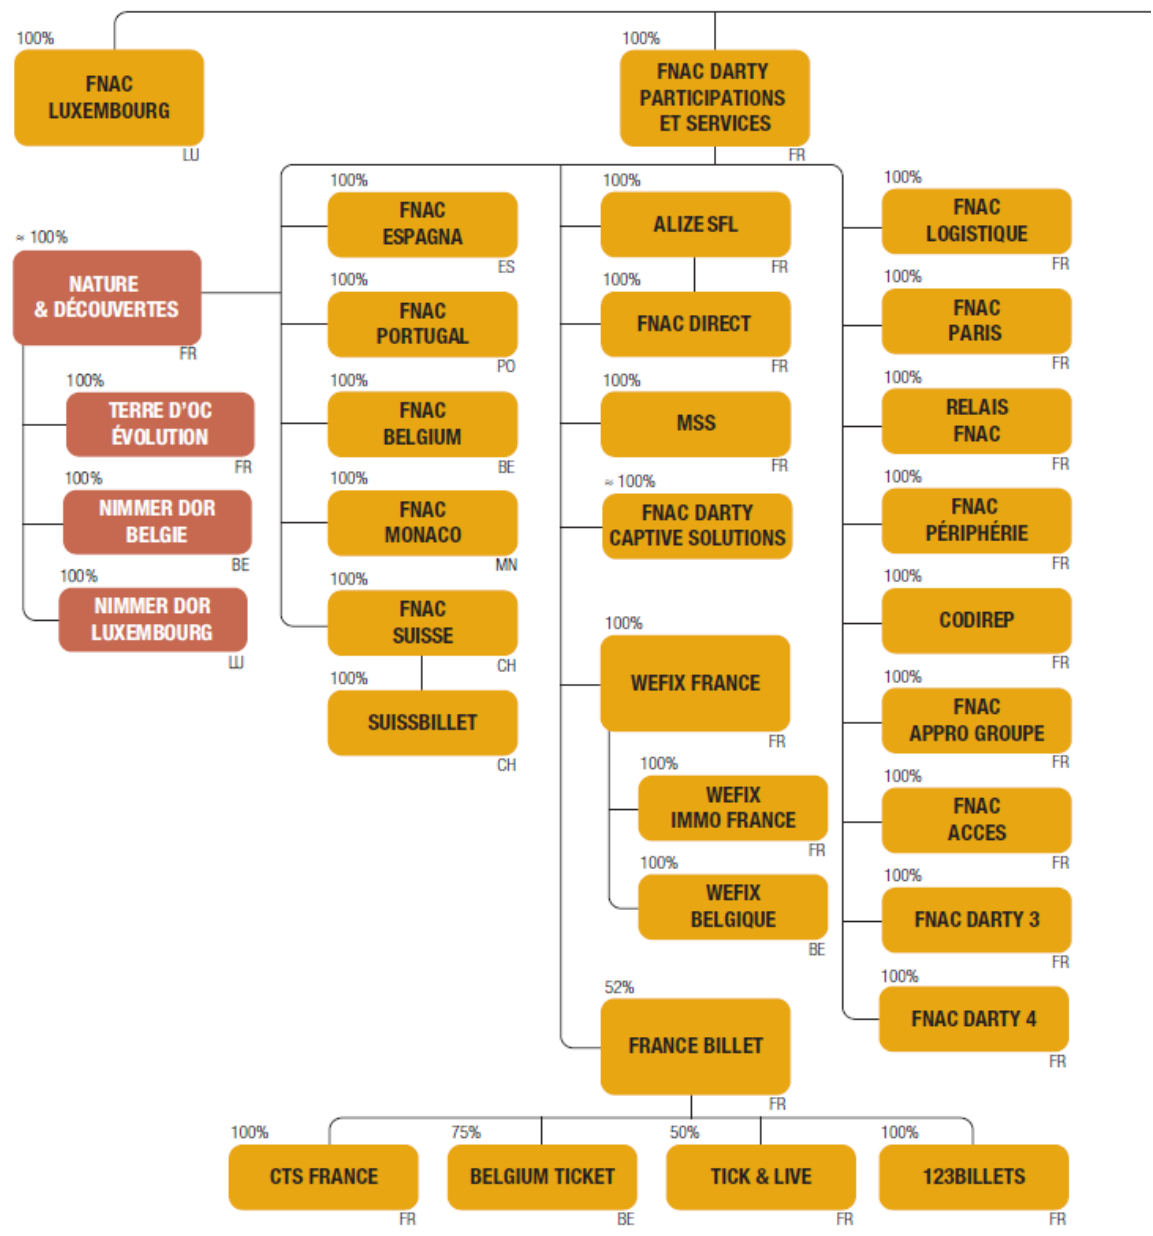 100%
FNAC
LUXEMBOURG
LU
100%
FNAC DARTY
PARTICIPATIONS
ET SERVICES
FR
≈ 100%
NATURE
& DÉCOUVERTES
FR
100%
TERRE D'OC
ÉVOLUTION
FR
100%
NIMMER DOR
BELGIE
BE
100%
NIMMER DOR
LUXEMBOURG
LU
100%
FNAC
ESPAGNA
ES
100%
FNAC
PORTUGAL
PO
100%
FNAC
BELGIUM
BE
100%
FNAC
MONACO
MN
100%
FNAC
SUISSE
CH
100%
SUISSBILLET
CH
100%
ALIZE SFL
FR
100%
FNAC DIRECT
FR
100%
MSS
FR
≈ 100%
FNAC DARTY
CAPTIVE SOLUTIONS
100%
WEFIX FRANCE
FR
100%
WEFIX
IMMO FRANCE
FR
100%
WEFIX
BELGIQUE
BE
52%
FRANCE BILLET
FR
100%
FNAC
LOGISTIQUE
FR
100%
FNAC
PARIS
FR
100%
RELAIS
FNAC
FR
100%
FNAC
PÉRIPHÉRIE
FR
100%
CODIREP
FR
100%
FNAC
APPRO GROUPE
FR
100%
FNAC
ACCES
FR
100%
FNAC DARTY 3
FR
100%
FNAC DARTY 4
FR
100%
CTS FRANCE
FR
75%
BELGIUM TICKET
BE
50%
TICK & LIVE
FR
100%
123BILLETS
FR